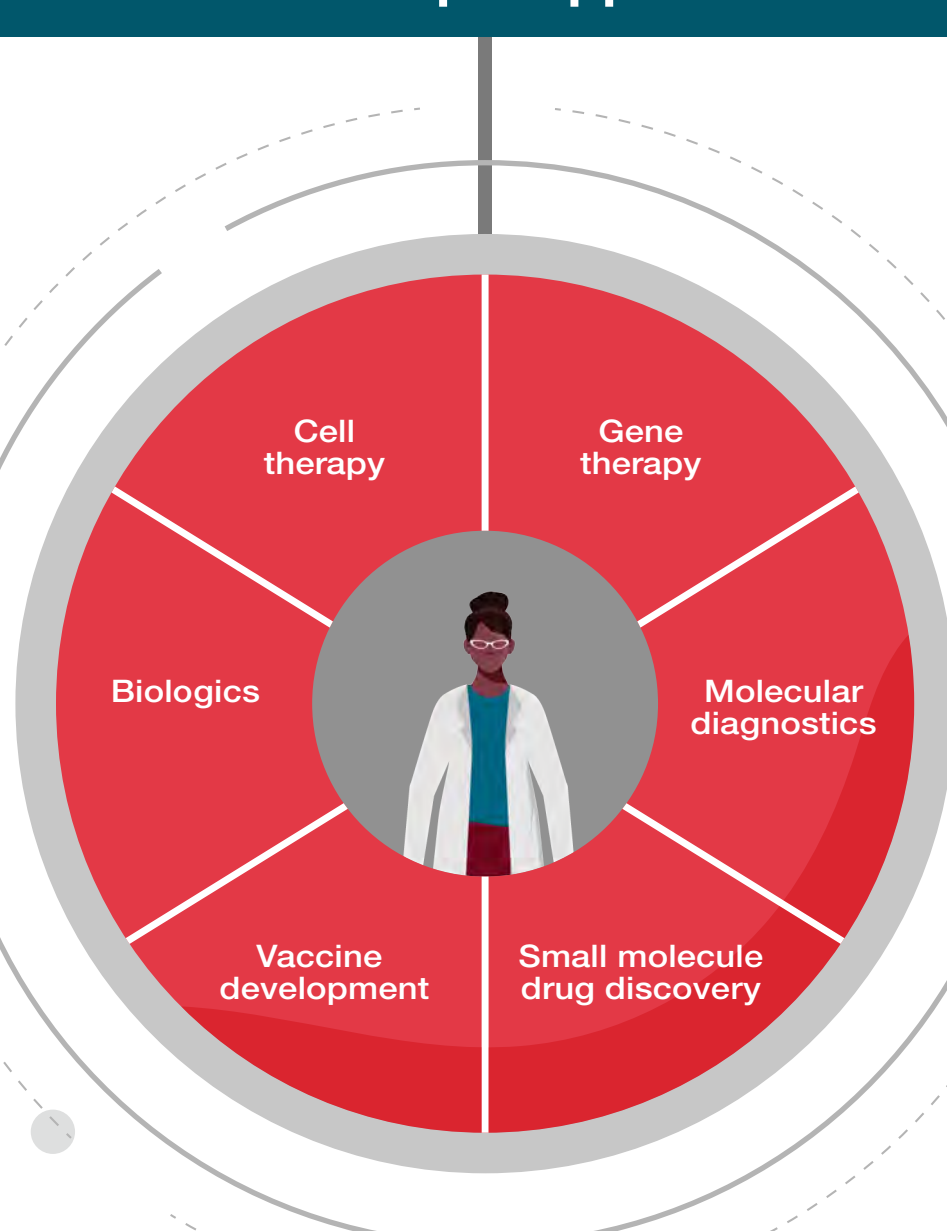 Cell
therapy
Gene
therapy
Biologics
Molecular
diagnostics
Vaccine
development
Small molecule
drug discovery